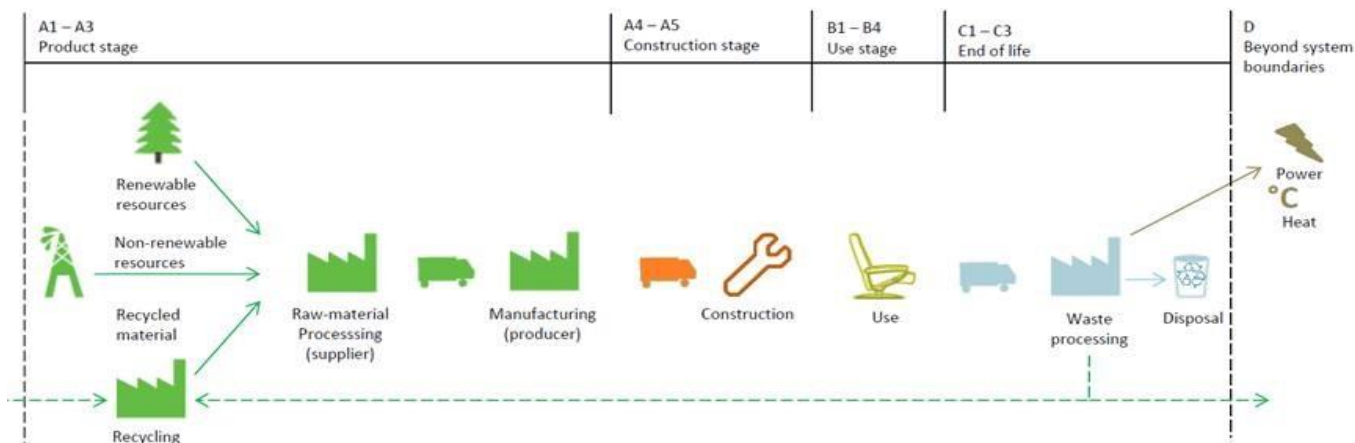 A1 – A3
Product stage
A4 – A5
Construction stage
B1 – B4
Use stage
C1 – C3
End of life
D
Beyond system
boundaries
Renewable
resources
Non-renewable
resources
Recycled
material
Recycling
Raw-material
Processsing
(supplier)
Manufacturing
(producer)
Construction
Use
Waste
processing
Disposal
Power
°C
Heat